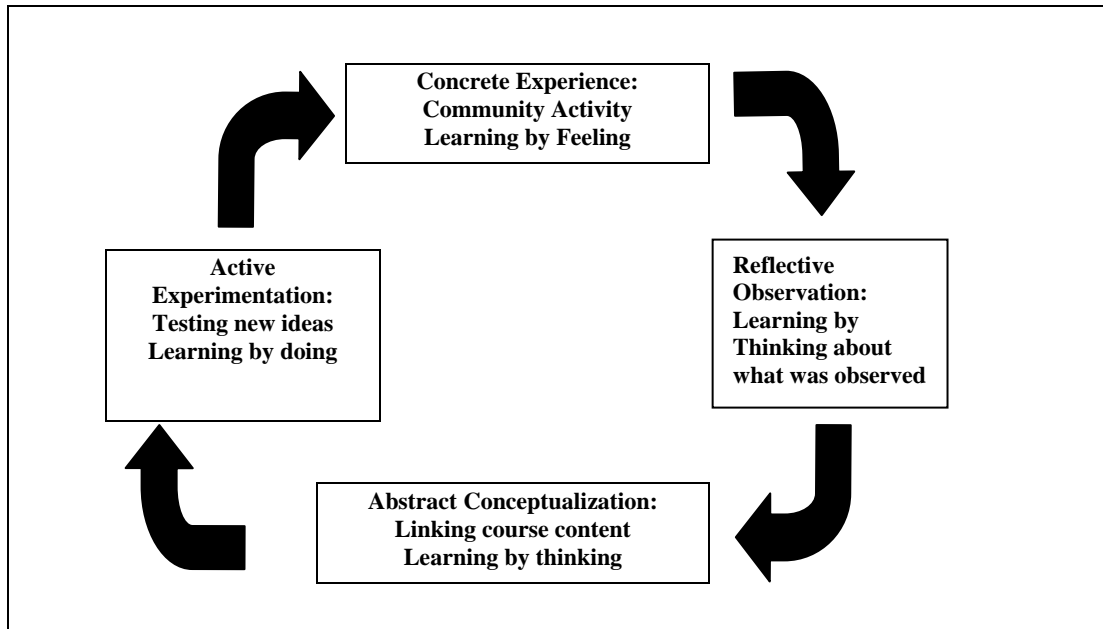 Concrete Experience:
Community Activity
Learning by Feeling
Reflective
Observation:
Learning by
Thinking about
what was observed
Abstract Conceptualization:
Linking course content
Learning by thinking
Active
Experimentation:
Testing new ideas
Learning by doing